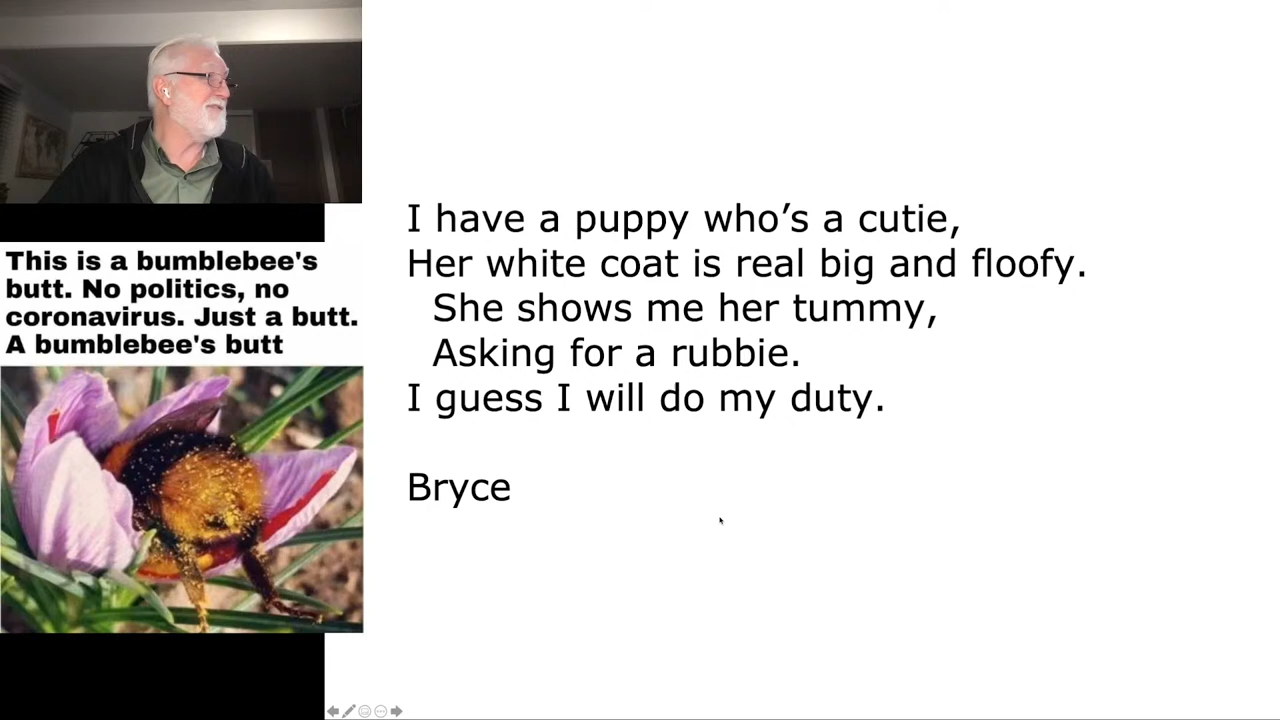 This is a bumblebee's
butt. No politics, no
coronavirus. Just a butt.
A bumblebee's butt
I have a puppy who’s a cutie,
Her white coat is real big and floofy.
She shows me her tummy,
Asking for a rubbie.
I guess I will do my duty.
Bryce